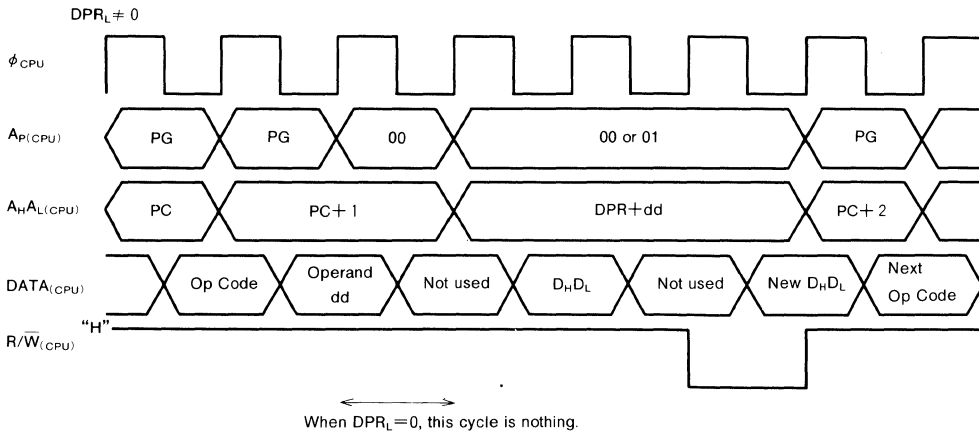 DPR_L ≠ 0
φ_CPU
A_P(CPU) PG PG 00 00 or 01 PG
A_HA_L(CPU) PC PC+1 DPR+dd PC+2
DATA_(CPU) Op Code Operand dd Not used D_HD_L Not used New D_HD_L Next Op Code
"H"
R/W̅_(CPU)
When DPR_L=0, this cycle is nothing.